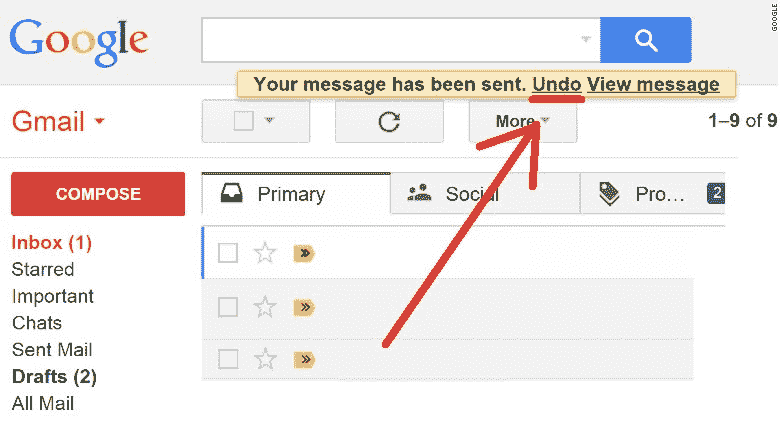 Google
GOOGLE
Your message has been sent. Undo View message
Gmail
More
1–9 of 9
COMPOSE
Primary
Social
Pro...
2
Inbox (1)
Starred
Important
Chats
Sent Mail
Drafts (2)
All Mail